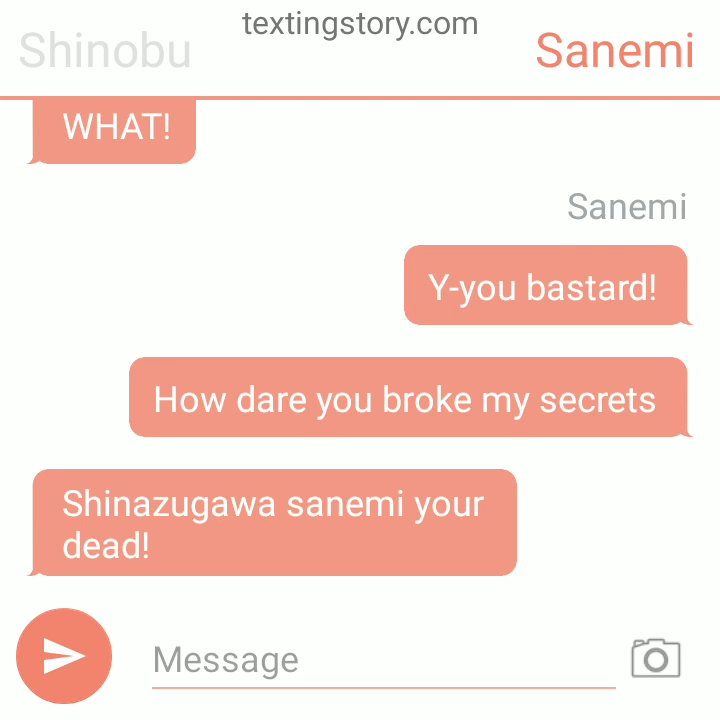 textingstory.com
Shinobu
Sanemi
WHAT!
Sanemi
Y-you bastard!
How dare you broke my secrets
Shinazugawa sanemi your
dead!
Message